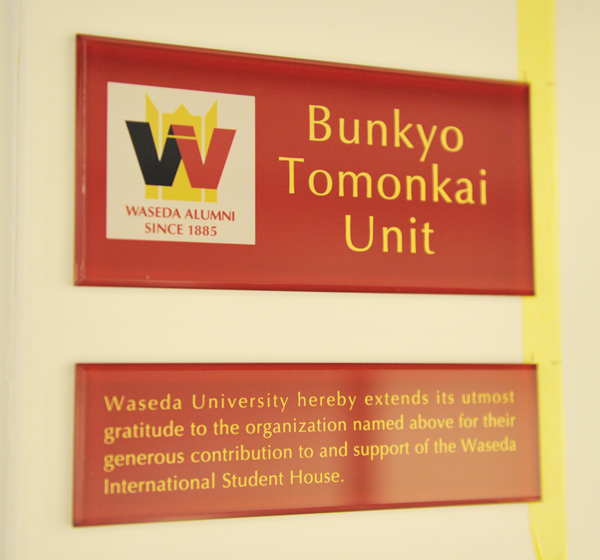 Bunkyo
Tomonkai
Unit
WASEDA ALUMNI
SINCE 1885
Waseda University hereby extends its utmost
gratitude to the organization named above for their
generous contribution to and support of the Waseda
International Student House.